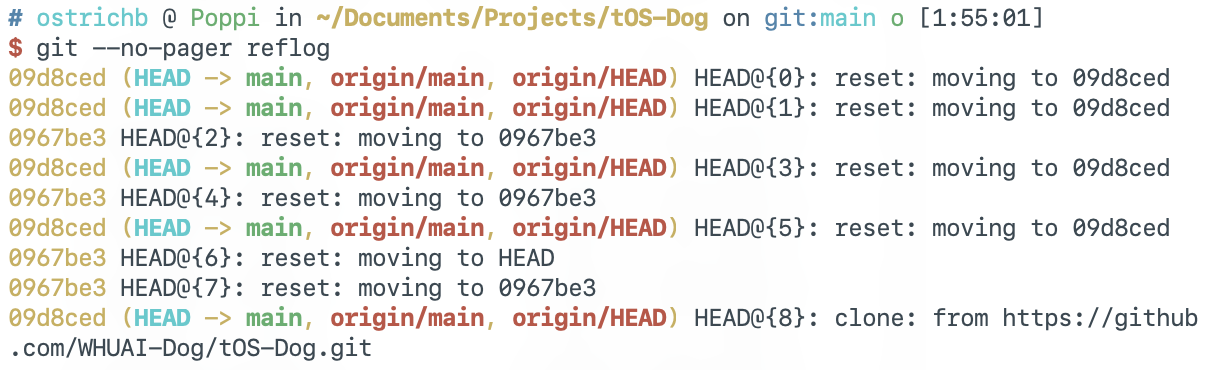 # ostrichb @ Poppi in ~/Documents/Projects/tOS-Dog on git:main o [1:55:01]
$ git --no-pager reflog
09d8ced (HEAD -> main, origin/main, origin/HEAD) HEAD@{0}: reset: moving to 09d8ced
09d8ced (HEAD -> main, origin/main, origin/HEAD) HEAD@{1}: reset: moving to 09d8ced
0967be3 HEAD@{2}: reset: moving to 0967be3
09d8ced (HEAD -> main, origin/main, origin/HEAD) HEAD@{3}: reset: moving to 09d8ced
0967be3 HEAD@{4}: reset: moving to 0967be3
09d8ced (HEAD -> main, origin/main, origin/HEAD) HEAD@{5}: reset: moving to 09d8ced
0967be3 HEAD@{6}: reset: moving to HEAD
0967be3 HEAD@{7}: reset: moving to 0967be3
09d8ced (HEAD -> main, origin/main, origin/HEAD) HEAD@{8}: clone: from https://github
.com/WHUAI-Dog/tOS-Dog.git